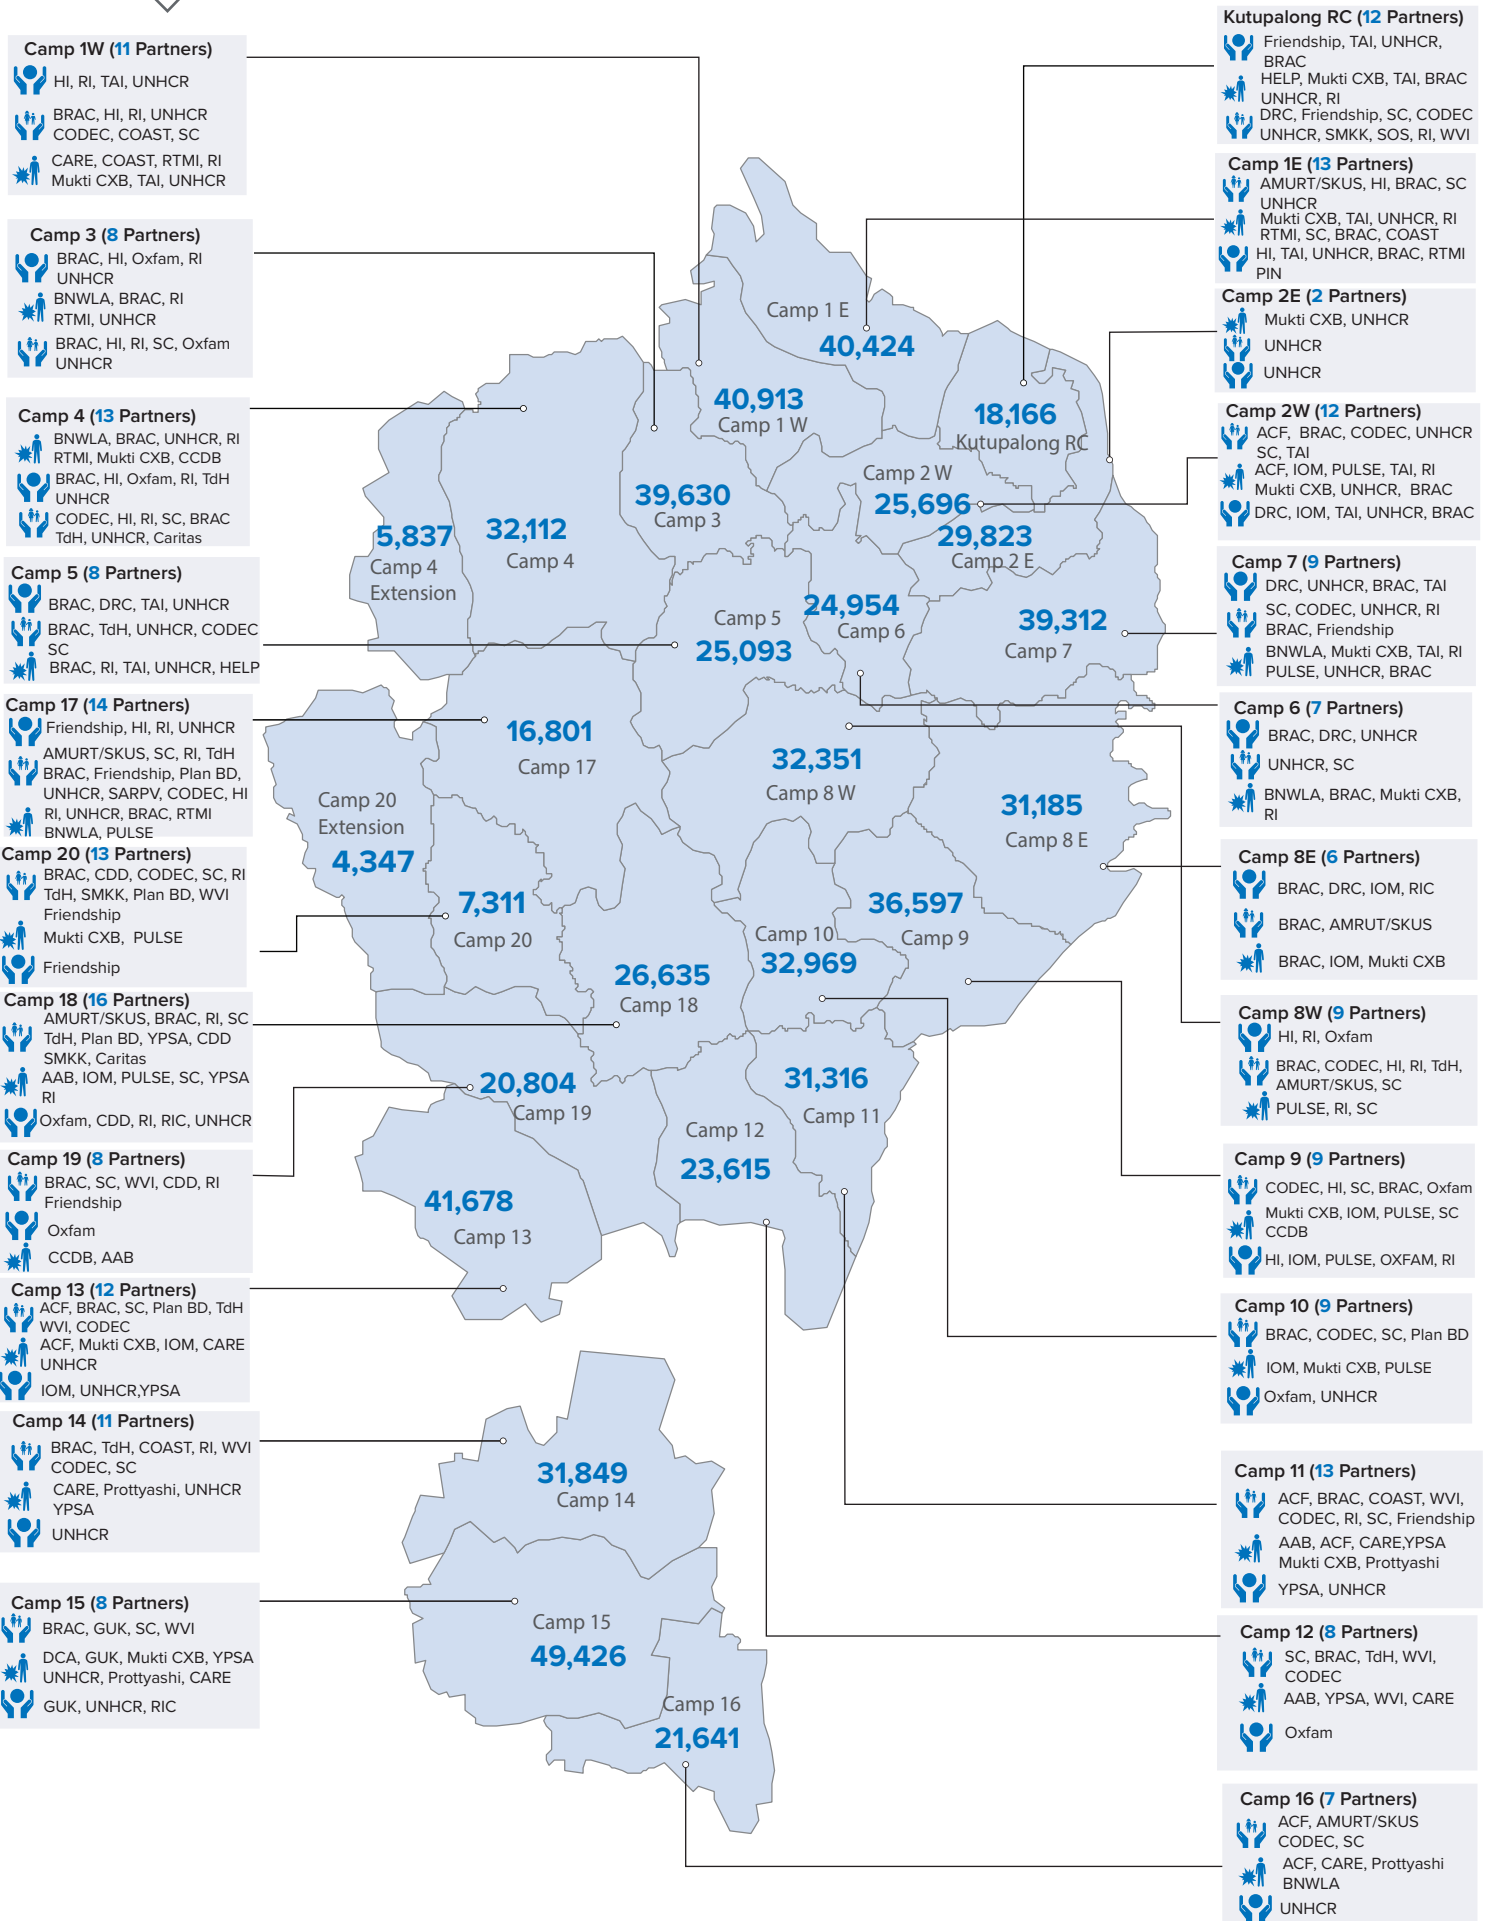 Camp 1W (11 Partners)
HI, RI, TAI, UNHCR
BRAC, HI, RI, UNHCR
CODEC, COAST, SC
CARE, COAST, RTMI, RI
Mukti CXB, TAI, UNHCR
Camp 3 (8 Partners)
BRAC, HI, Oxfam, RI
UNHCR
BNWLA, BRAC, RI
RTMI, UNHCR
BRAC, HI, RI, SC, Oxfam
UNHCR
Camp 4 (13 Partners)
BNWLA, BRAC, UNHCR, RI
RTMI, Mukti CXB, CCDB
BRAC, HI, Oxfam, RI, TdH
UNHCR
CODEC, HI, RI, SC, BRAC
TdH, UNHCR, Caritas
Camp 5 (8 Partners)
BRAC, DRC, TAI, UNHCR
BRAC, TdH, UNHCR, CODEC
SC
BRAC, RI, TAI, UNHCR, HELP
Camp 17 (14 Partners)
Friendship, HI, RI, UNHCR
AMURT/SKUS, SC, RI, TdH
BRAC, Friendship, Plan BD,
UNHCR, SARPV, CODEC, HI
RI, UNHCR, BRAC, RTMI
BNWLA, PULSE
Camp 20 (13 Partners)
BRAC, CDD, CODEC, SC, RI
TdH, SMKK, Plan BD, WVI
Friendship
Mukti CXB, PULSE
Friendship
Camp 18 (16 Partners)
AMURT/SKUS, BRAC, RI, SC
TdH, Plan BD, YPSA, CDD
SMKK, Caritas
AAB, IOM, PULSE, SC, YPSA
RI
Oxfam, CDD, RI, RIC, UNHCR
Camp 19 (8 Partners)
BRAC, SC, WVI, CDD, RI
Friendship
Oxfam
CCDB, AAB
Camp 13 (12 Partners)
ACF, BRAC, SC, Plan BD, TdH
WVI, CODEC
ACF, Mukti CXB, IOM, CARE
UNHCR
IOM, UNHCR,YPSA
Camp 14 (11 Partners)
BRAC, TdH, COAST, RI, WVI
CODEC, SC
CARE, Prottyashi, UNHCR
YPSA
UNHCR
Camp 15 (8 Partners)
BRAC, GUK, SC, WVI
DCA, GUK, Mukti CXB, YPSA
UNHCR, Prottyashi, CARE
GUK, UNHCR, RIC
Camp 1 E
40,424
40,913
Camp 1 W
18,166
Kutupalong RC
Camp 2 W
25,696
39,630
Camp 3
29,823
Camp 2 E
5,837
Camp 4
Extension
32,112
Camp 4
Camp 5
25,093
24,954
Camp 6
39,312
Camp 7
16,801
Camp 17
32,351
Camp 8 W
31,185
Camp 8 E
Camp 20
Extension
4,347
7,311
Camp 20
36,597
Camp 9
Camp 10
32,969
26,635
Camp 18
20,804
Camp 19
31,316
Camp 11
Camp 12
23,615
41,678
Camp 13
31,849
Camp 14
Camp 15
49,426
Camp 16
21,641
Kutupalong RC (12 Partners)
Friendship, TAI, UNHCR,
BRAC
HELP, Mukti CXB, TAI, BRAC
UNHCR, RI
DRC, Friendship, SC, CODEC
UNHCR, SMKK, SOS, RI, WVI
Camp 1E (13 Partners)
AMURT/SKUS, HI, BRAC, SC
UNHCR
Mukti CXB, TAI, UNHCR, RI
RTMI, SC, BRAC, COAST
HI, TAI, UNHCR, BRAC, RTMI
PIN
Camp 2E (2 Partners)
Mukti CXB, UNHCR
UNHCR
UNHCR
Camp 2W (12 Partners)
ACF, BRAC, CODEC, UNHCR
SC, TAI
ACF, IOM, PULSE, TAI, RI
Mukti CXB, UNHCR, BRAC
DRC, IOM, TAI, UNHCR, BRAC
Camp 7 (9 Partners)
DRC, UNHCR, BRAC, TAI
SC, CODEC, UNHCR, RI
BRAC, Friendship
BNWLA, Mukti CXB, TAI, RI
PULSE, UNHCR, BRAC
Camp 6 (7 Partners)
BRAC, DRC, UNHCR
UNHCR, SC
BNWLA, BRAC, Mukti CXB,
RI
Camp 8E (6 Partners)
BRAC, DRC, IOM, RIC
BRAC, AMRUT/SKUS
BRAC, IOM, Mukti CXB
Camp 8W (9 Partners)
HI, RI, Oxfam
BRAC, CODEC, HI, RI, TdH,
AMURT/SKUS, SC
PULSE, RI, SC
Camp 9 (9 Partners)
CODEC, HI, SC, BRAC, Oxfam
Mukti CXB, IOM, PULSE, SC
CCDB
HI, IOM, PULSE, OXFAM, RI
Camp 10 (9 Partners)
BRAC, CODEC, SC, Plan BD
IOM, Mukti CXB, PULSE
Oxfam, UNHCR
Camp 11 (13 Partners)
ACF, BRAC, COAST, WVI,
CODEC, RI, SC, Friendship
AAB, ACF, CARE,YPSA
Mukti CXB, Prottyashi
YPSA, UNHCR
Camp 12 (8 Partners)
SC, BRAC, TdH, WVI,
CODEC
AAB, YPSA, WVI, CARE
Oxfam
Camp 16 (7 Partners)
ACF, AMURT/SKUS
CODEC, SC
ACF, CARE, Prottyashi
BNWLA
UNHCR